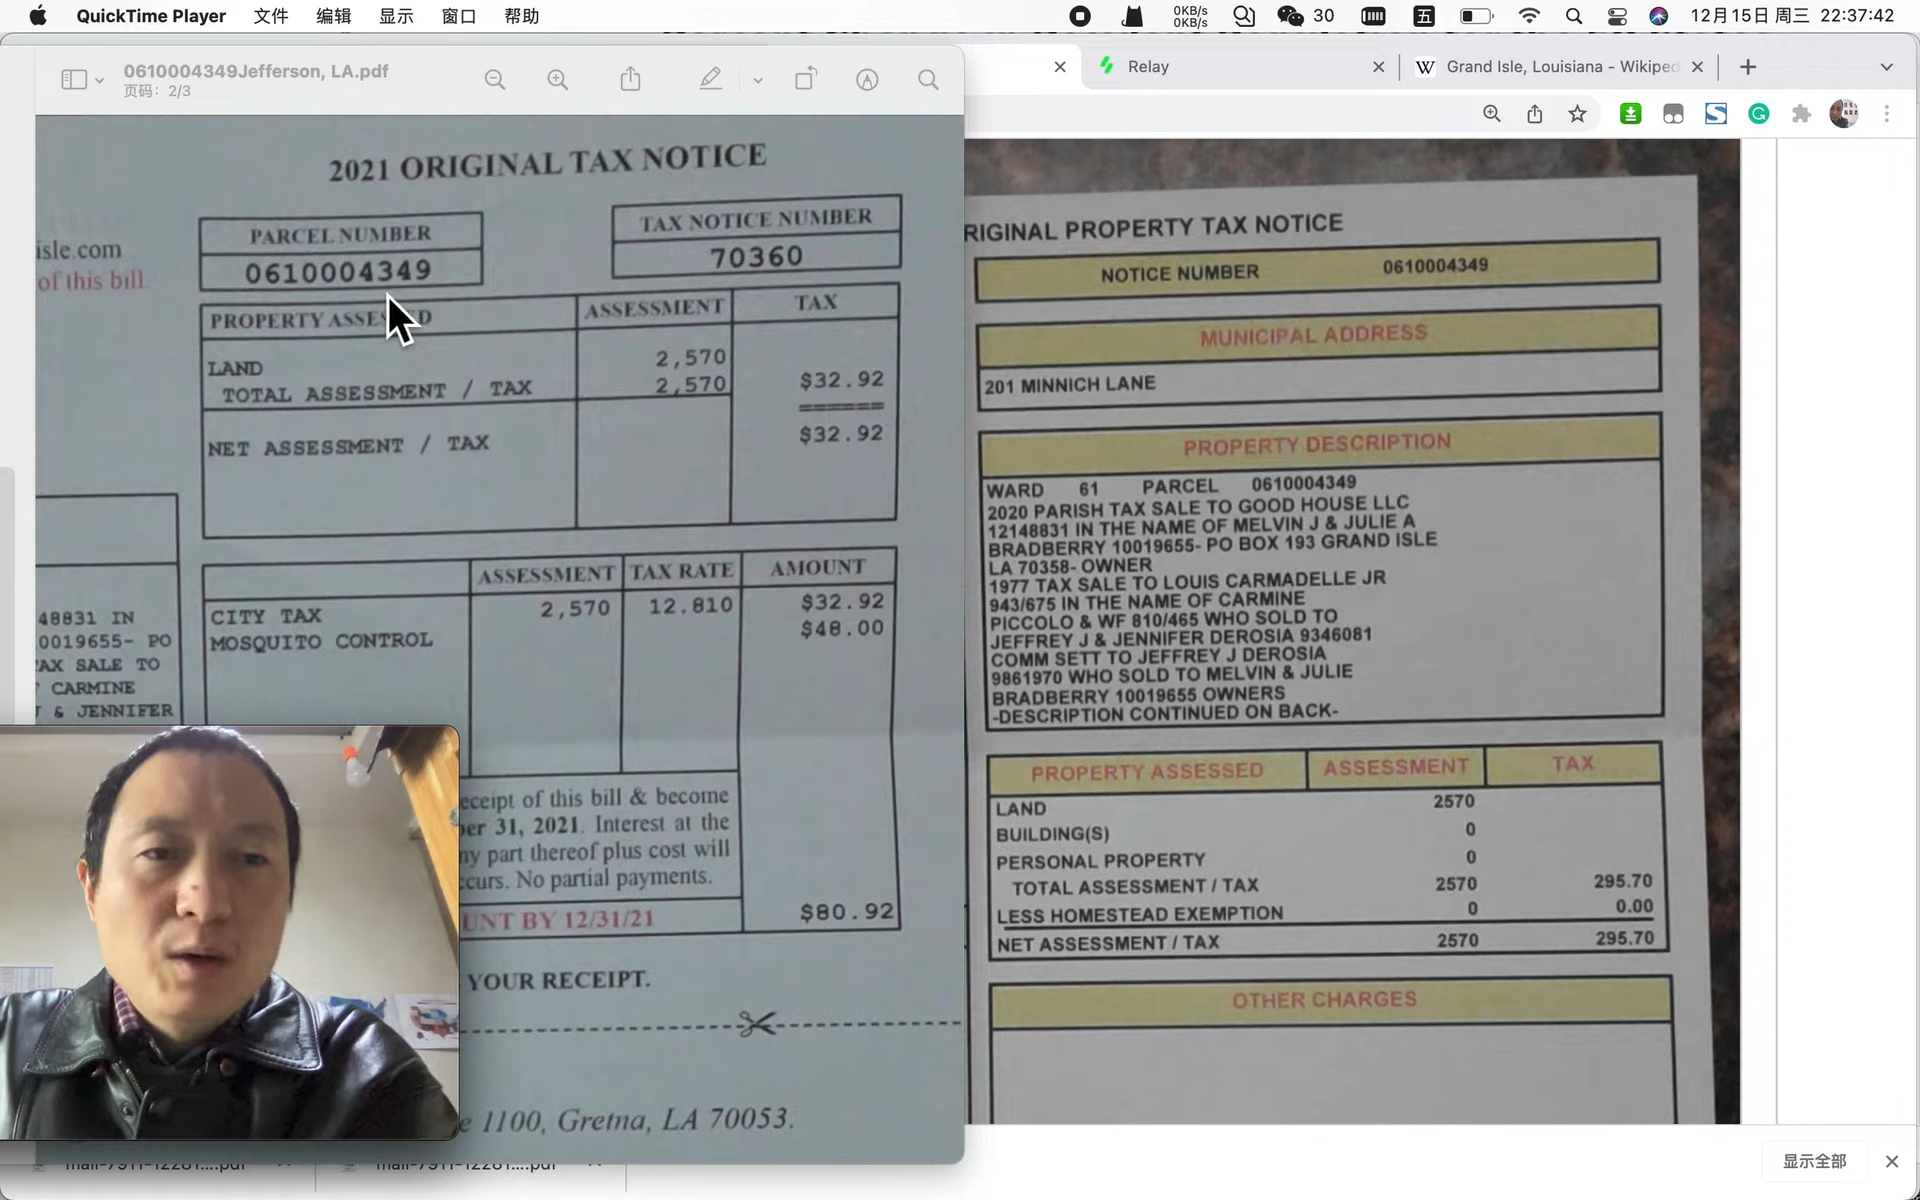 QuickTime Player 文件 编辑 显示 窗口 帮助
0KB/s
0KB/s
30
五
12月15日 周三 22:37:42
0610004349Jefferson, LA.pdf
页码：2/3
Relay
W Grand Isle, Louisiana - Wikiped
2021 ORIGINAL TAX NOTICE
PARCEL NUMBER
0610004349
TAX NOTICE NUMBER
70360
isle.com
of this bill.
PROPERTY ASSE D ASSESSMENT TAX
LAND 2,570
TOTAL ASSESSMENT / TAX 2,570 $32.92
======
NET ASSESSMENT / TAX $32.92
ASSESSMENT TAX RATE AMOUNT
CITY TAX 2,570 12.810 $32.92
MOSQUITO CONTROL $48.00
48831 IN
0019655- PO
AX SALE TO
CARMINE
& JENNIFER
eceipt of this bill & become
er 31, 2021. Interest at the
ny part thereof plus cost will
ccurs. No partial payments.
UNT BY 12/31/21 $80.92
YOUR RECEIPT.
e 1100, Gretna, LA 70053.
RIGINAL PROPERTY TAX NOTICE
NOTICE NUMBER 0610004349
MUNICIPAL ADDRESS
201 MINNICH LANE
PROPERTY DESCRIPTION
WARD 61 PARCEL 0610004349
2020 PARISH TAX SALE TO GOOD HOUSE LLC
12148831 IN THE NAME OF MELVIN J & JULIE A
BRADBERRY 10019655- PO BOX 193 GRAND ISLE
LA 70358- OWNER
1977 TAX SALE TO LOUIS CARMADELLE JR
943/675 IN THE NAME OF CARMINE
PICCOLO & WF 810/465 WHO SOLD TO
JEFFREY J & JENNIFER DEROSIA 9346081
COMM SETT TO JEFFREY J DEROSIA
9861970 WHO SOLD TO MELVIN & JULIE
BRADBERRY 10019655 OWNERS
-DESCRIPTION CONTINUED ON BACK-
PROPERTY ASSESSED ASSESSMENT TAX
LAND 2570
BUILDING(S) 0
PERSONAL PROPERTY 0
TOTAL ASSESSMENT / TAX 2570 295.70
LESS HOMESTEAD EXEMPTION 0 0.00
NET ASSESSMENT / TAX 2570 295.70
OTHER CHARGES
显示全部